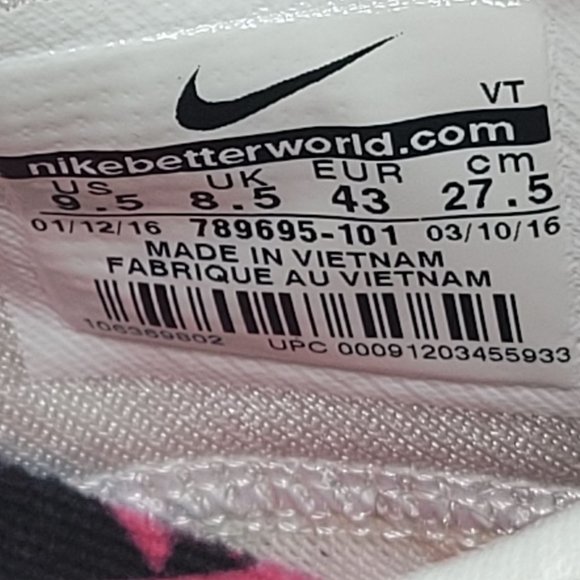 VT
nikebetterworld.com
US UK EUR cm
9.5 8.5 43 27.5
01/12/16 789695-101 03/10/16
MADE IN VIETNAM
FABRIQUE AU VIETNAM
106369802 UPC 00091203455933